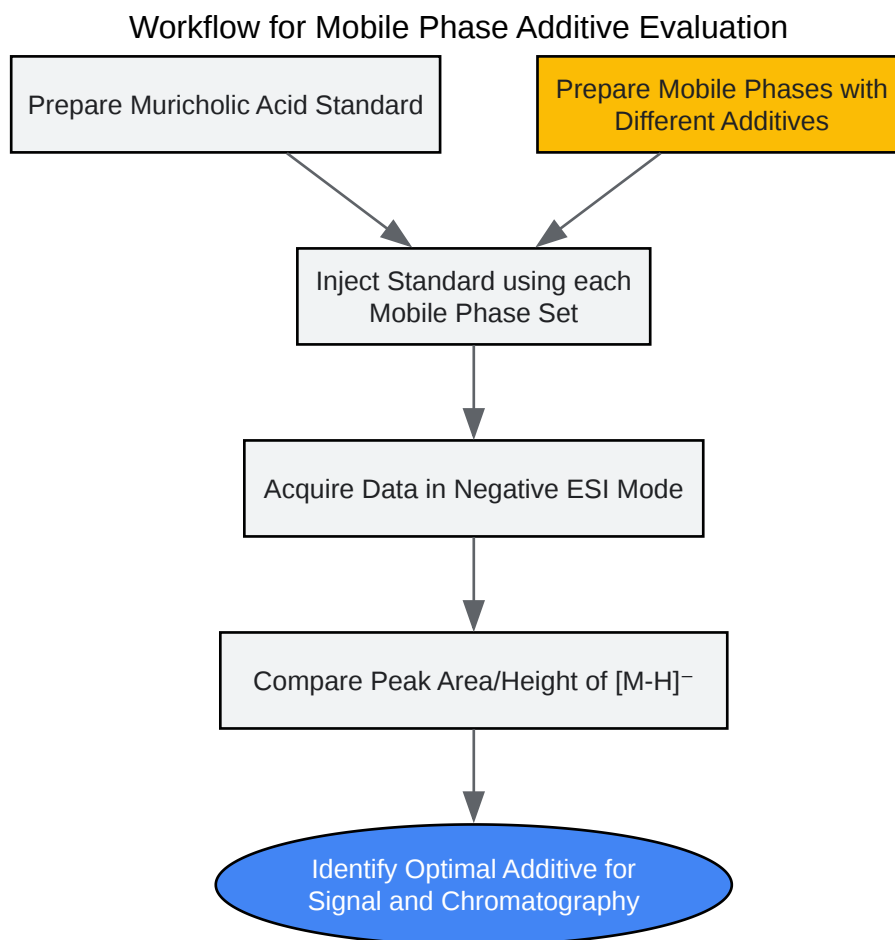 Workflow for Mobile Phase Additive Evaluation
Prepare Muricholic Acid Standard
Prepare Mobile Phases with
Different Additives
Inject Standard using each
Mobile Phase Set
Acquire Data in Negative ESI Mode
Compare Peak Area/Height of [M-H]⁻
Identify Optimal Additive for
Signal and Chromatography